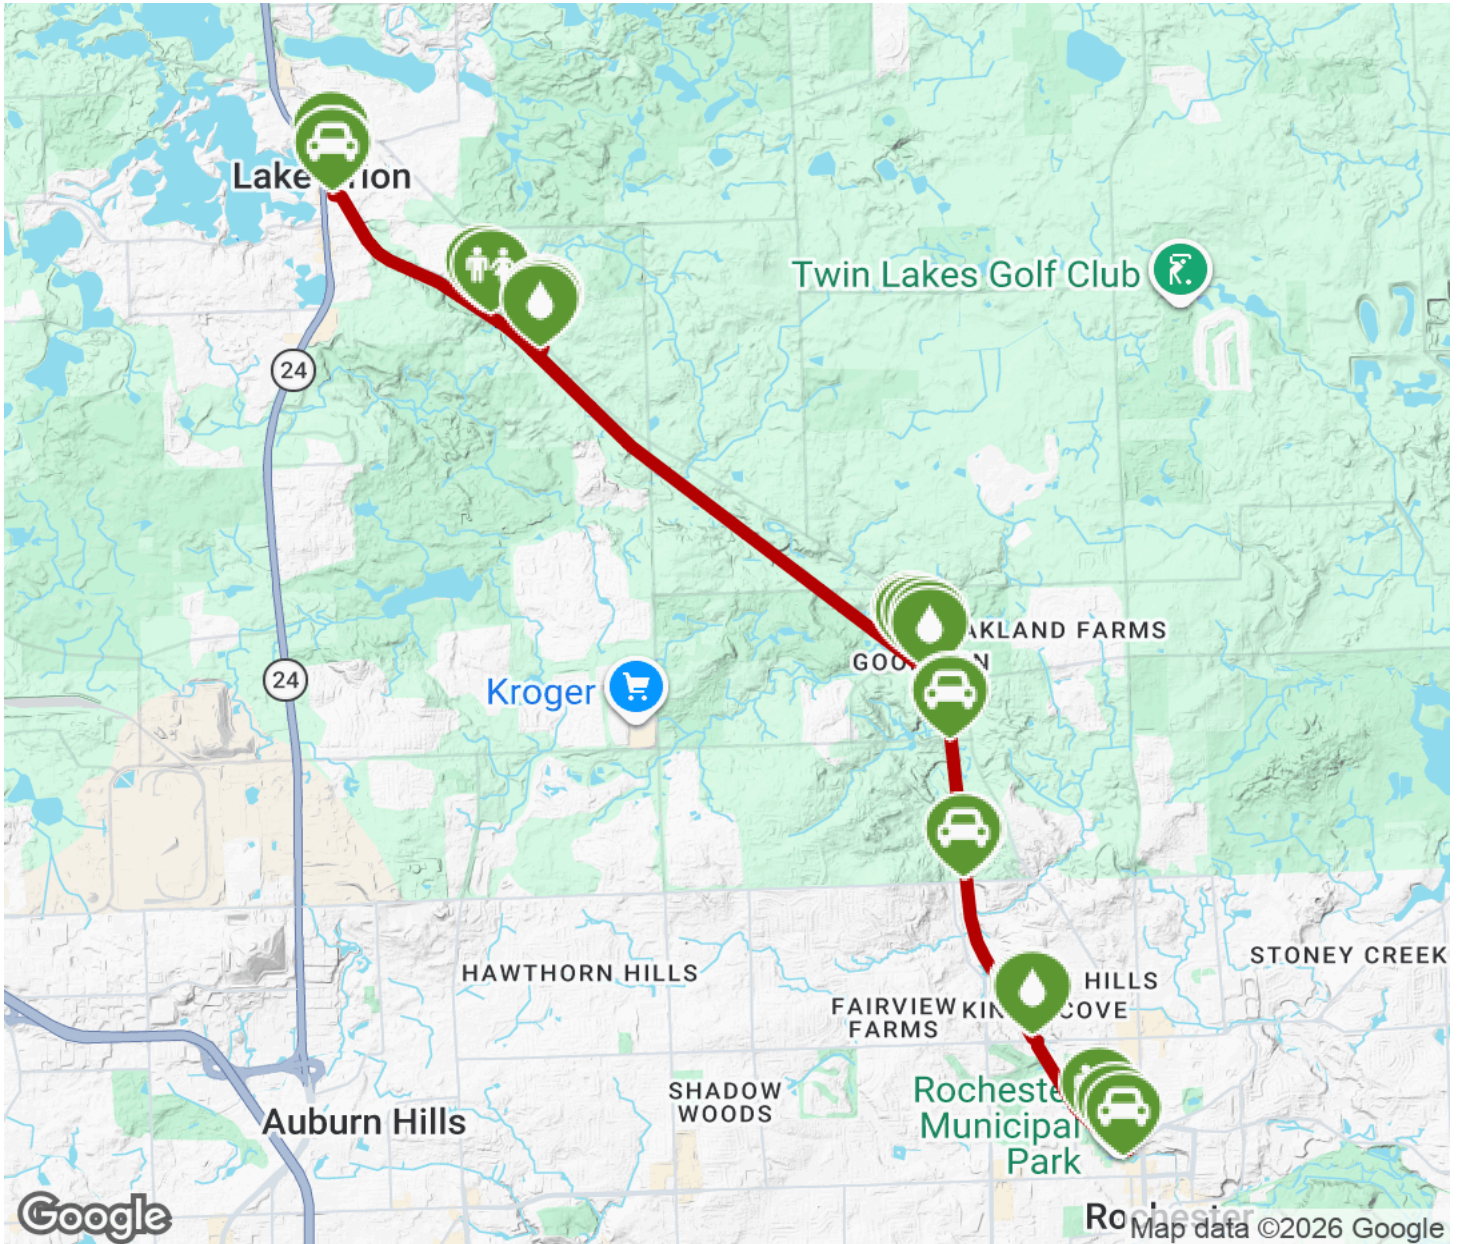 Lake
Twin Lakes Golf Club
24
AKLAND FARMS
24
Kroger
STONEY CREEK
HAWTHORN HILLS
HILLS
FAIRVIEW
FARMS
COVE
SHADOW
WOODS
Municipal
Park
Auburn Hills
Google
Map data ©2026 Google